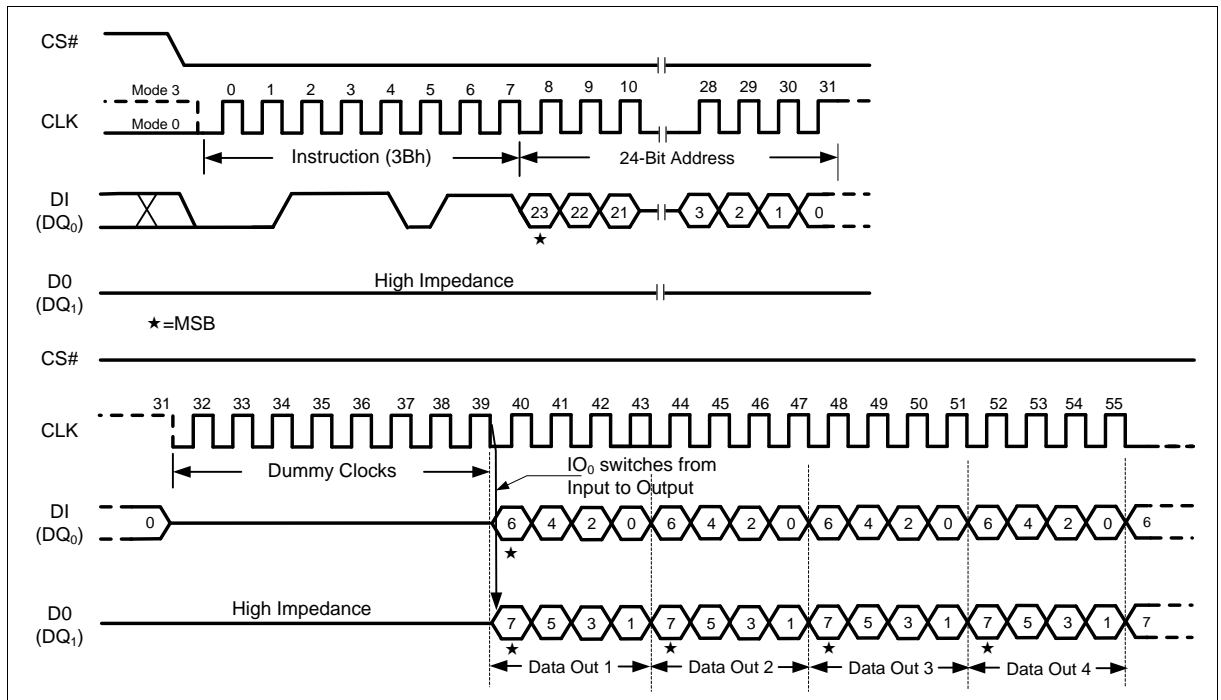 CS#
Mode 3 0 1 2 3 4 5 6 7 8 9 10 28 29 30 31
CLK Mode 0
Instruction (3Bh) 24-Bit Address
DI
(DQ0) 23 22 21 3 2 1 0
★
D0
(DQ1) High Impedance
★=MSB
CS#
31 32 33 34 35 36 37 38 39 40 41 42 43 44 45 46 47 48 49 50 51 52 53 54 55
CLK
Dummy Clocks
IO0 switches from
Input to Output
DI
(DQ0) 0 6 4 2 0 6 4 2 0 6 4 2 0 6 4 2 0 6
★
D0
(DQ1) High Impedance 7 5 3 1 7 5 3 1 7 5 3 1 7 5 3 1 7
★ ★ ★ ★
Data Out 1 Data Out 2 Data Out 3 Data Out 4